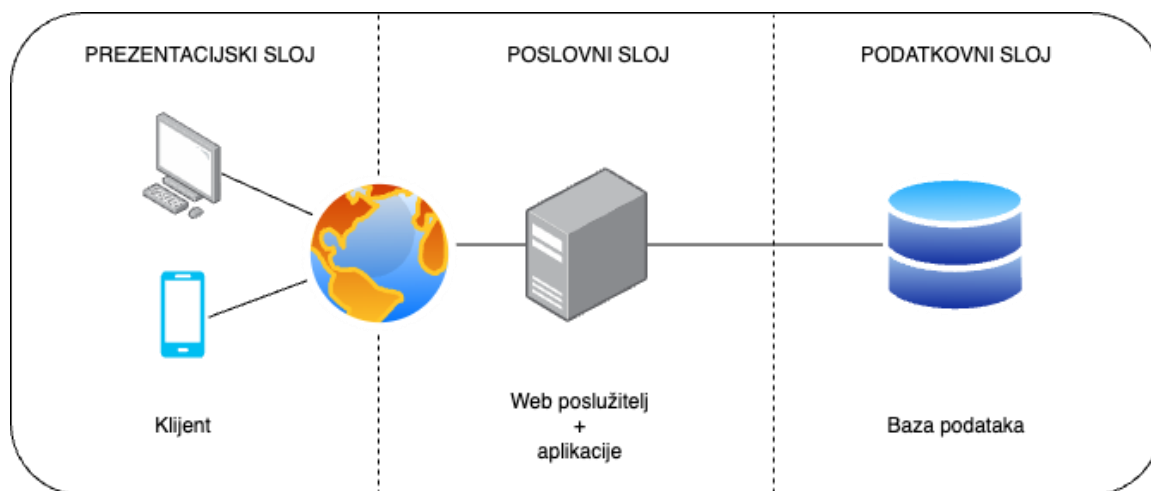 PREZENTACIJSKI SLOJ
POSLOVNI SLOJ
PODATKOVNI SLOJ
Klijent
Web poslužitelj
+
aplikacije
Baza podataka